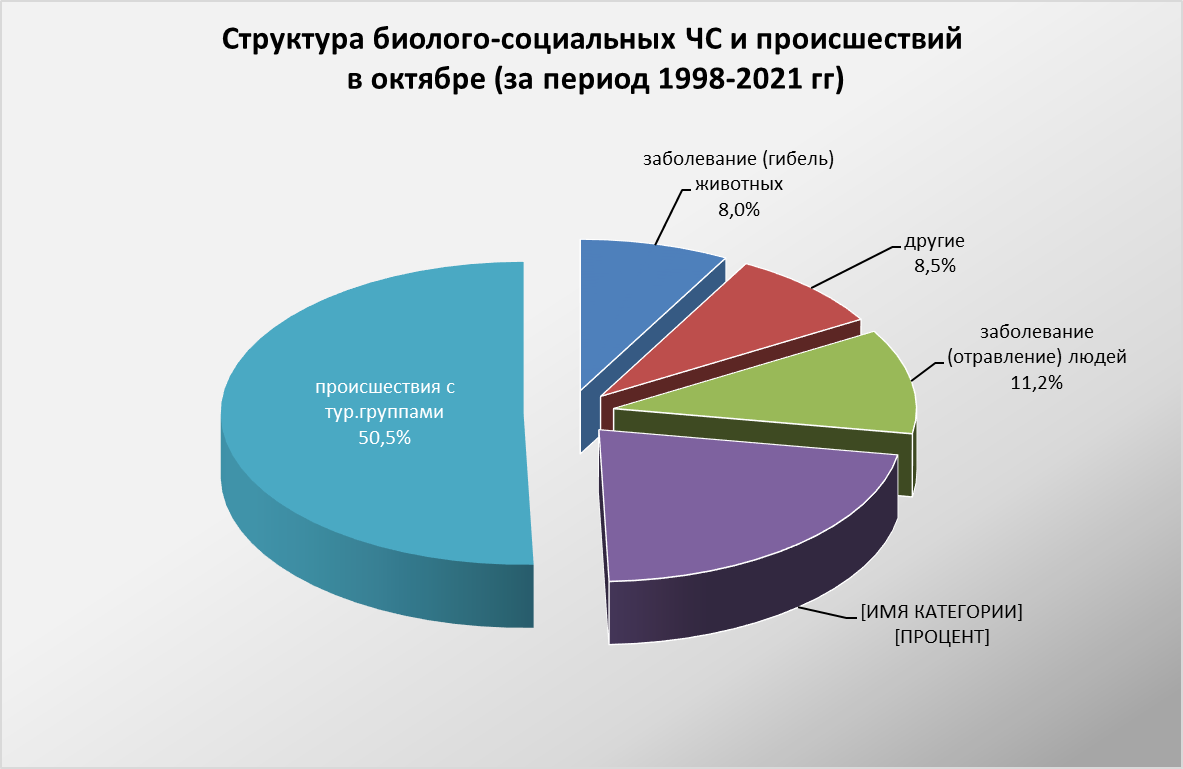 Структура биолого-социальных ЧС и происшествий
в октябре (за период 1998-2021 гг)
заболевание (гибель)
животных
8,0%
другие
8,5%
заболевание
(отравление) людей
11,2%
происшествия с
тур.группами
50,5%
[ИМЯ КАТЕГОРИИ]
[ПРОЦЕНТ]